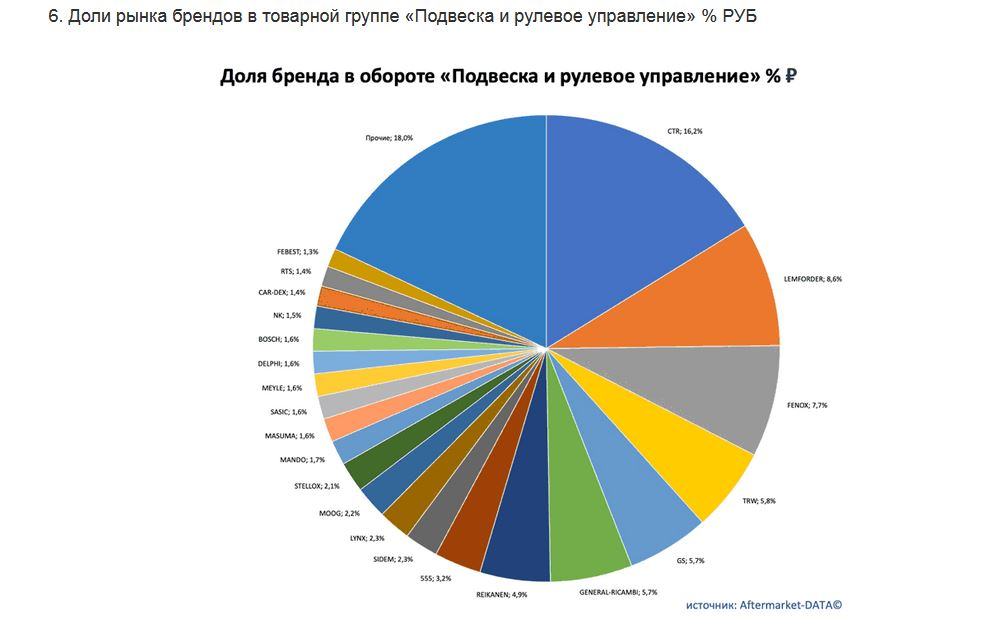 6. Доли рынка брендов в товарной группе «Подвеска и рулевое управление» % РУБ
Доля бренда в обороте «Подвеска и рулевое управление» % ₽
CTR; 16,2%
LEMFORDER; 8,6%
FENOX; 7,7%
TRW; 5,8%
GS; 5,7%
GENERAL-RICAMBI; 5,7%
REIKANEN; 4,9%
555; 3,2%
SIDEM; 2,3%
LYNX; 2,3%
MOOG; 2,2%
STELLOX; 2,1%
MANDO; 1,7%
MASUMA; 1,6%
SASIC; 1,6%
MEYLE; 1,6%
DELPHI; 1,6%
BOSCH; 1,6%
NK; 1,5%
CAR-DEX; 1,4%
RTS; 1,4%
FEBEST; 1,3%
Прочие; 18,0%
источник: Aftermarket-DATA©